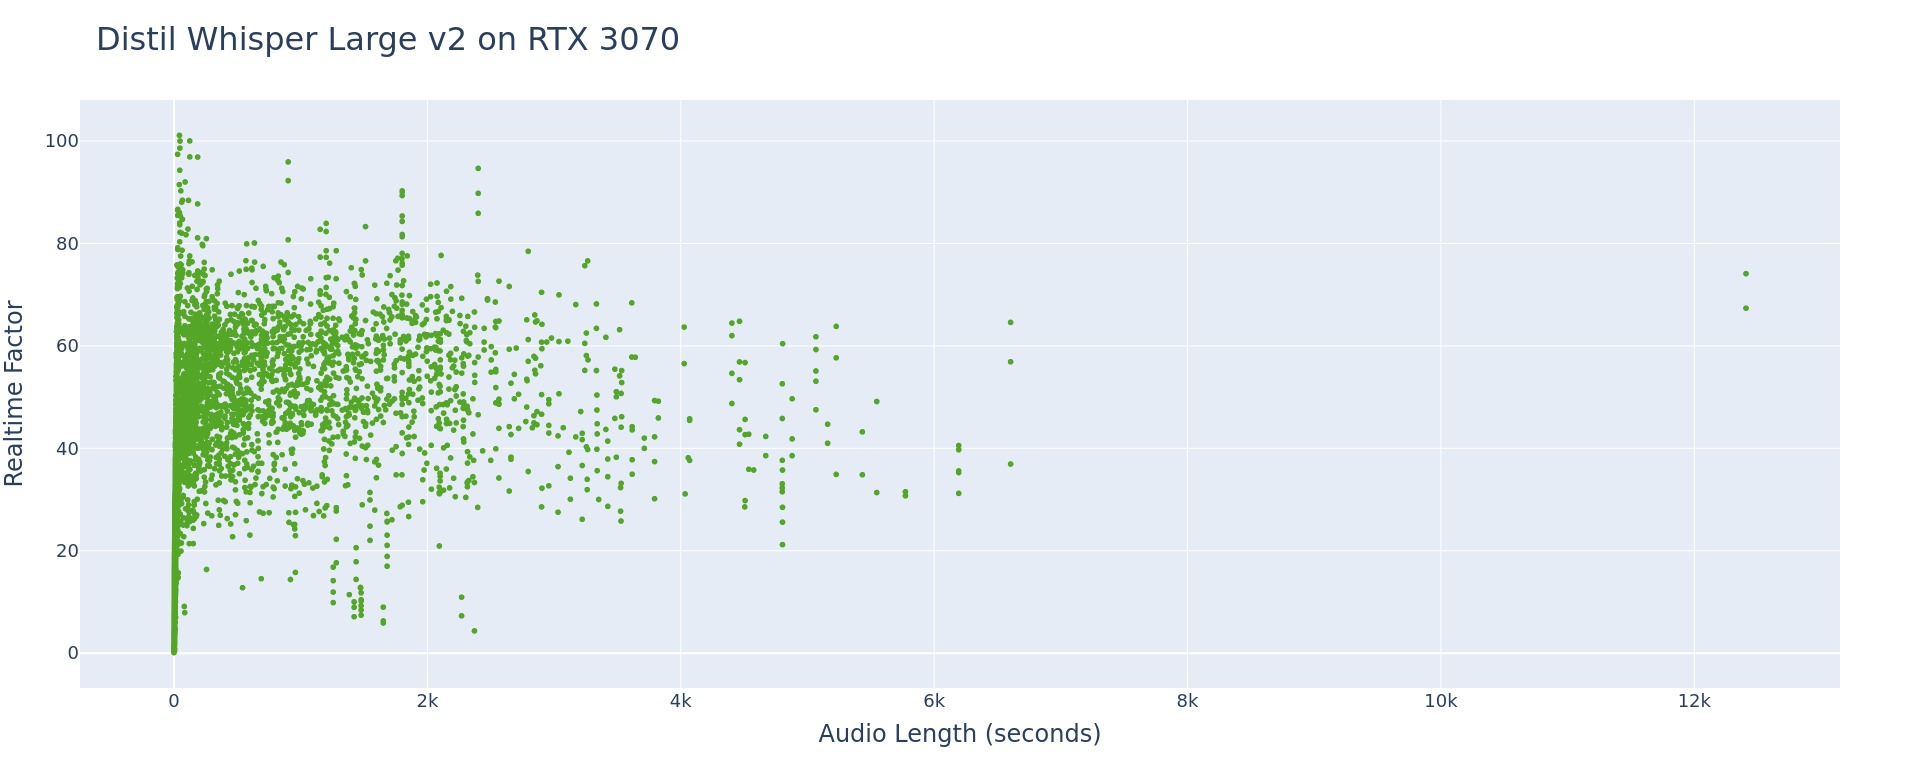 Distil Whisper Large v2 on RTX 3070
Realtime Factor
100
80
60
40
20
0
0 2k 4k 6k 8k 10k 12k
Audio Length (seconds)